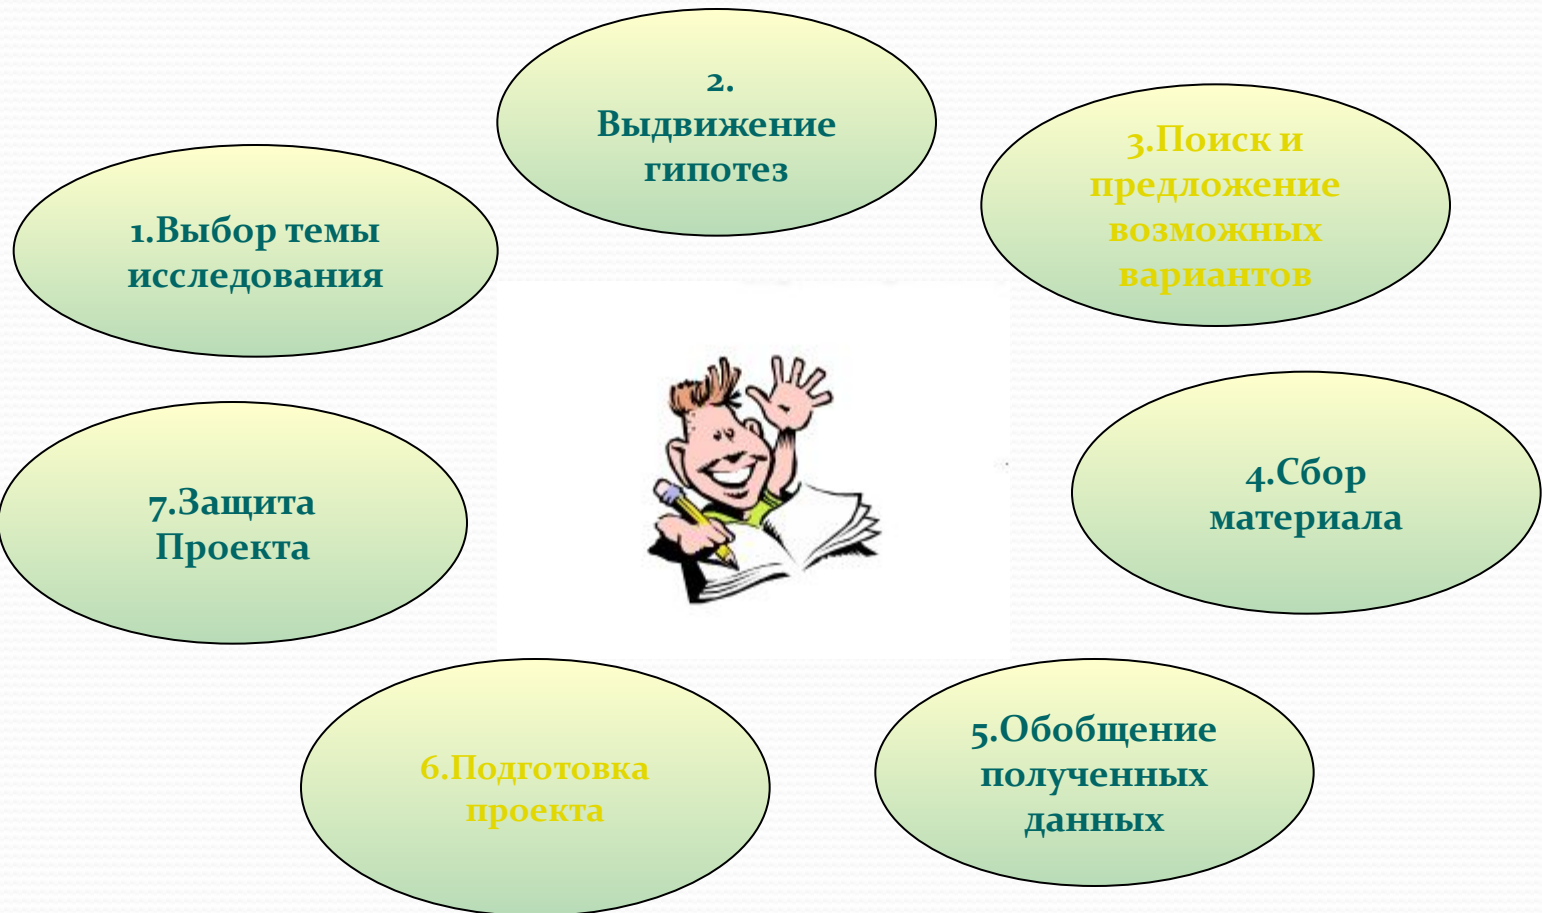 1.Выбор темы
исследования
2.
Выдвижение
гипотез
3.Поиск и
предложение
возможных
вариантов
4.Сбор
материала
5.Обобщение
полученных
данных
6.Подготовка
проекта
7.Защита
Проекта